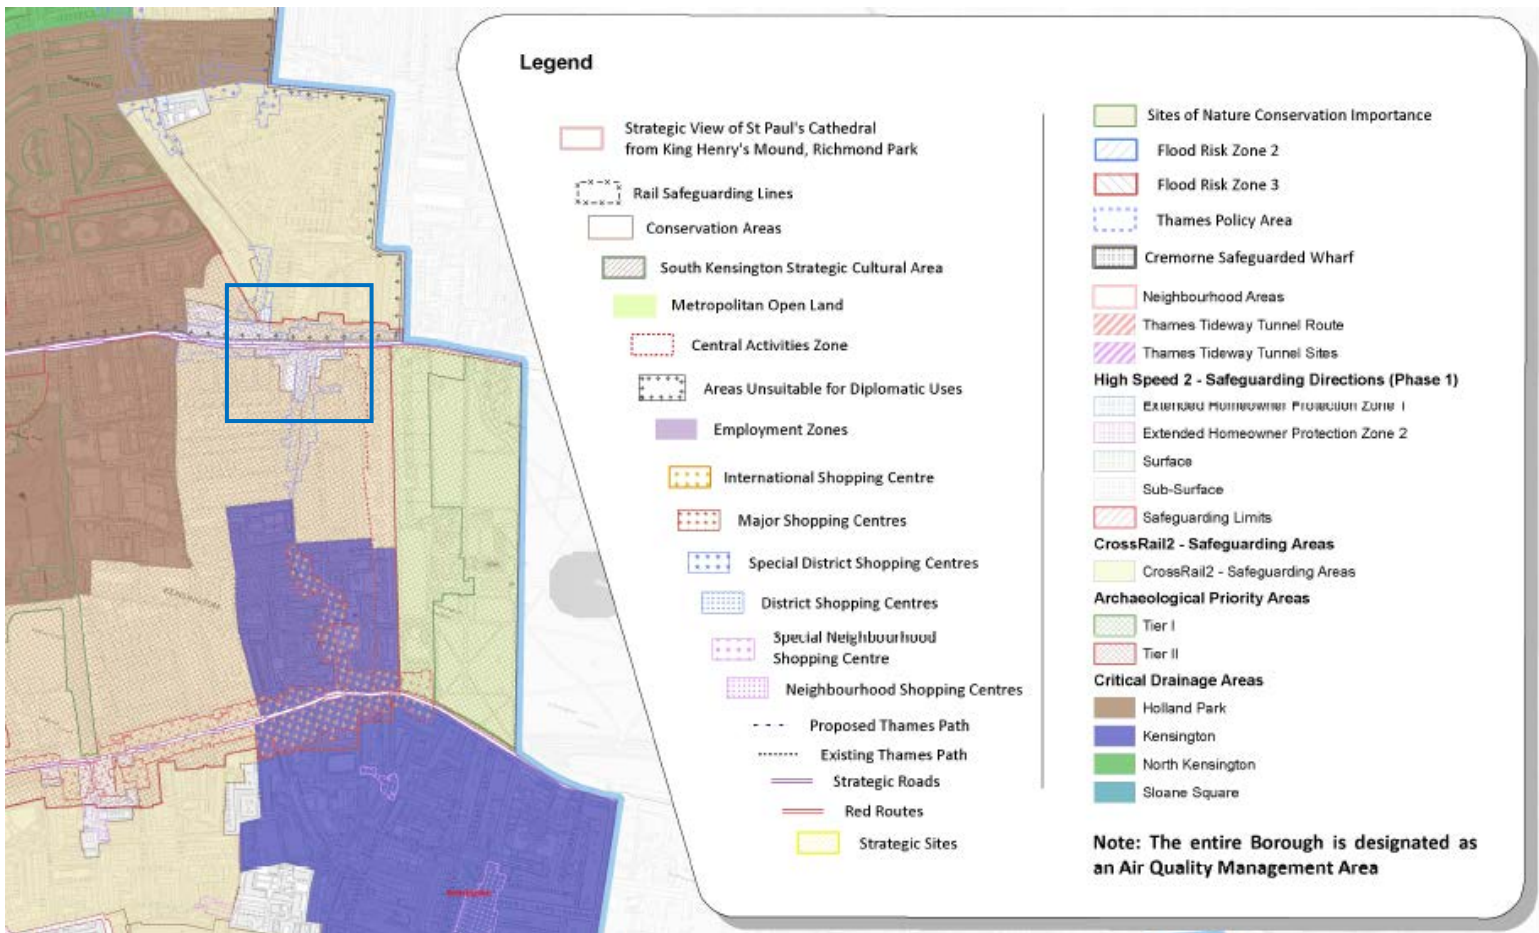 Legend
Strategic View of St Paul's Cathedral
from King Henry's Mound, Richmond Park
Rail Safeguarding Lines
Conservation Areas
South Kensington Strategic Cultural Area
Metropolitan Open Land
Central Activities Zone
Areas Unsuitable for Diplomatic Uses
Employment Zones
International Shopping Centre
Major Shopping Centres
Special District Shopping Centres
District Shopping Centres
Special Neighbourhood
Shopping Centre
Neighbourhood Shopping Centres
Proposed Thames Path
Existing Thames Path
Strategic Roads
Red Routes
Strategic Sites
Sites of Nature Conservation Importance
Flood Risk Zone 2
Flood Risk Zone 3
Thames Policy Area
Cremorne Safeguarded Wharf
Neighbourhood Areas
Thames Tideway Tunnel Route
Thames Tideway Tunnel Sites
High Speed 2 - Safeguarding Directions (Phase 1)
Extended Homeowner Protection Zone 1
Extended Homeowner Protection Zone 2
Surface
Sub-Surface
Safeguarding Limits
CrossRail2 - Safeguarding Areas
CrossRail2 - Safeguarding Areas
Archaeological Priority Areas
Tier I
Tier II
Critical Drainage Areas
Holland Park
Kensington
North Kensington
Sloane Square
Note: The entire Borough is designated as
an Air Quality Management Area
KENSINGTON